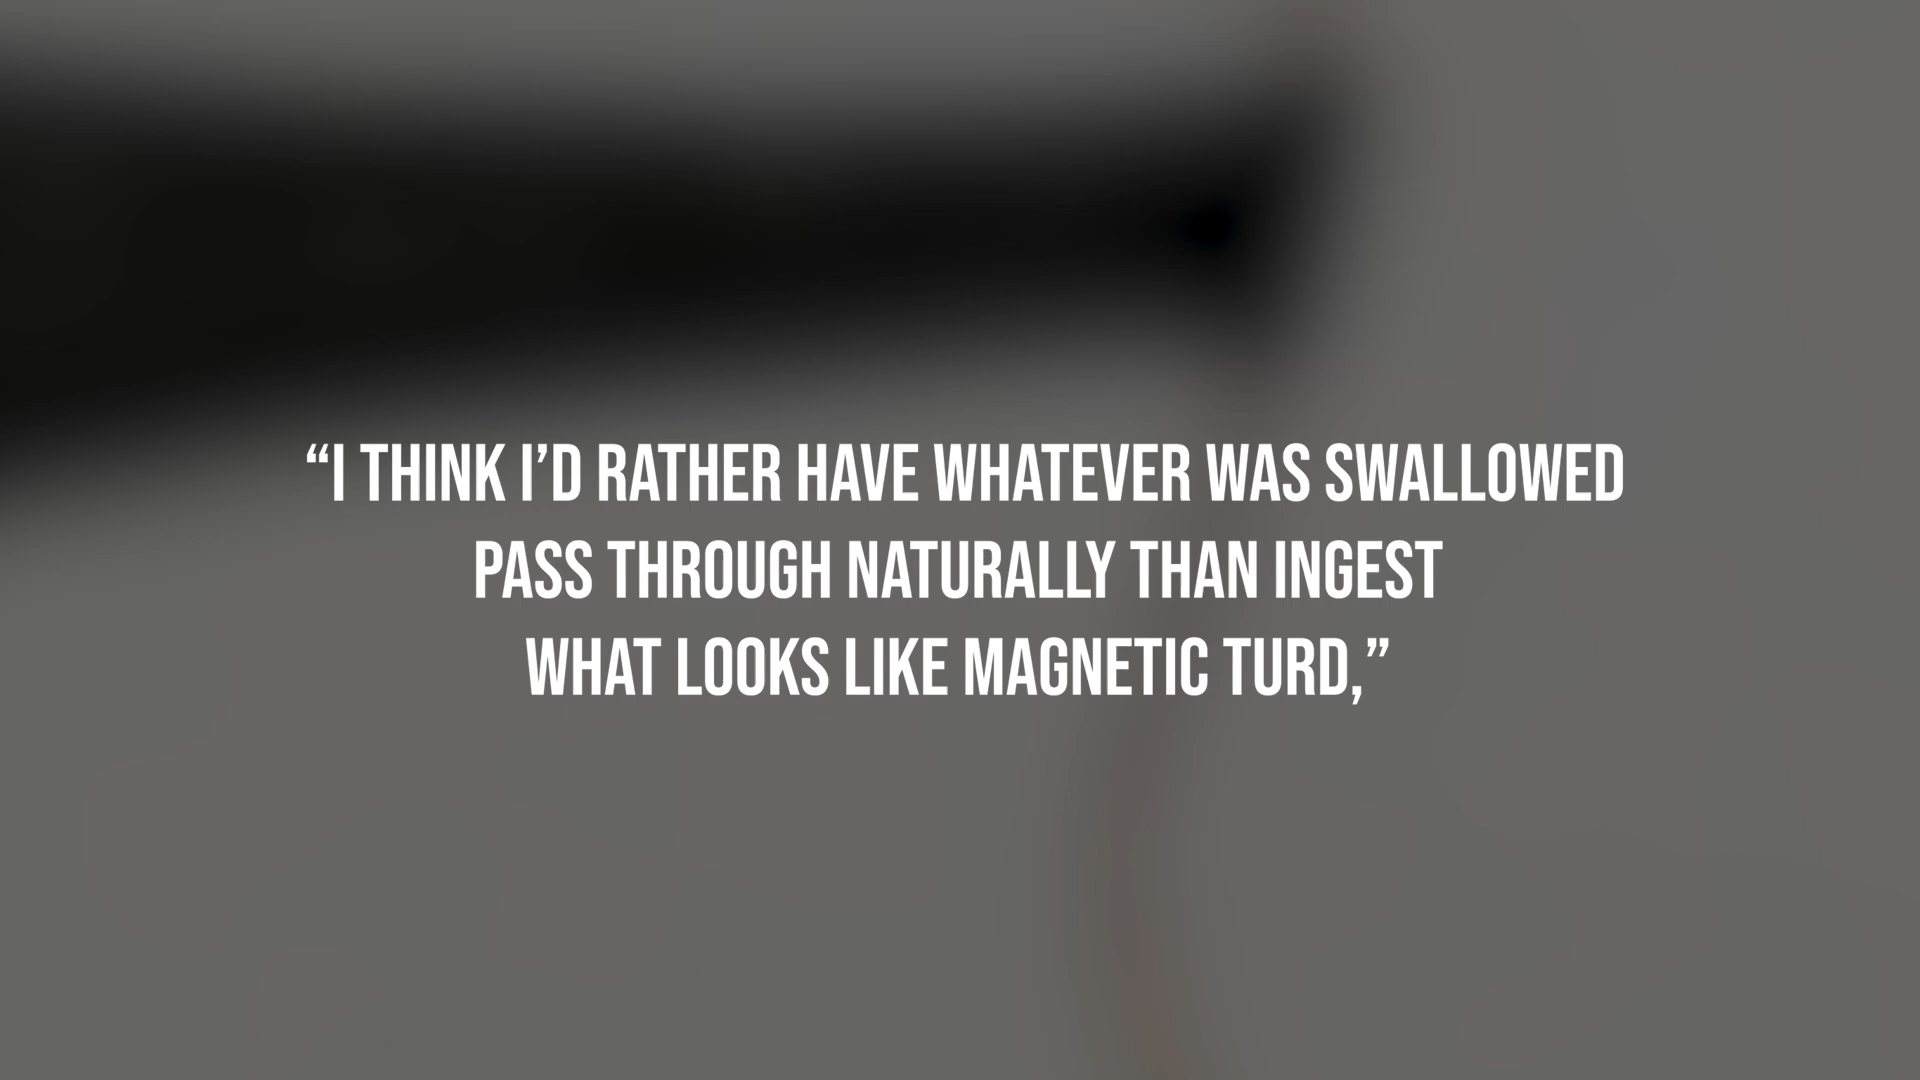 “I THINK I’D RATHER HAVE WHATEVER WAS SWALLOWED
PASS THROUGH NATURALLY THAN INGEST
WHAT LOOKS LIKE MAGNETIC TURD,”